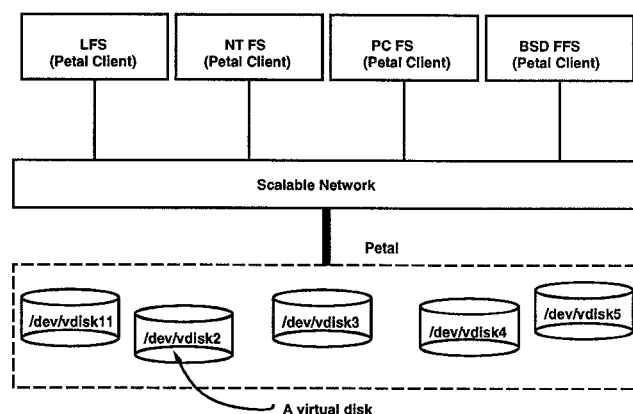 LFS
(Petal Client)
NT FS
(Petal Client)
PC FS
(Petal Client)
BSD FFS
(Petal Client)
Scalable Network
Petal
/dev/vdisk11
/dev/vdisk2
/dev/vdisk3
/dev/vdisk4
/dev/vdisk5
A virtual disk